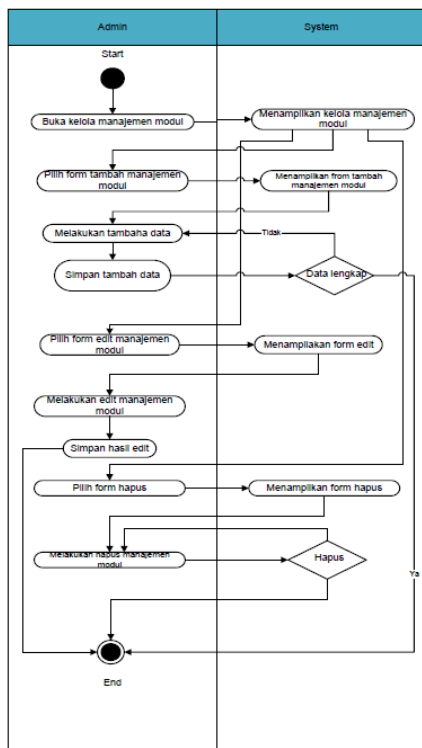 Admin
System
Start
Buka kelola manajemen modul
Menampilkan kelola manajemen
modul
Pilih form tambah manajemen
modul
Menampilkan from tambah
manajemen modul
Melakukan tambaha data
Tidak
Simpan tambah data
Data lengkap
Pilih form edit manajemen
modul
Menampilakan form edit
Melakukan edit manajemen
modul
Simpan hasil edit
Pilih form hapus
Menampilkan form hapus
Melakukan hapus manajemen
modul
Hapus
Ya
End